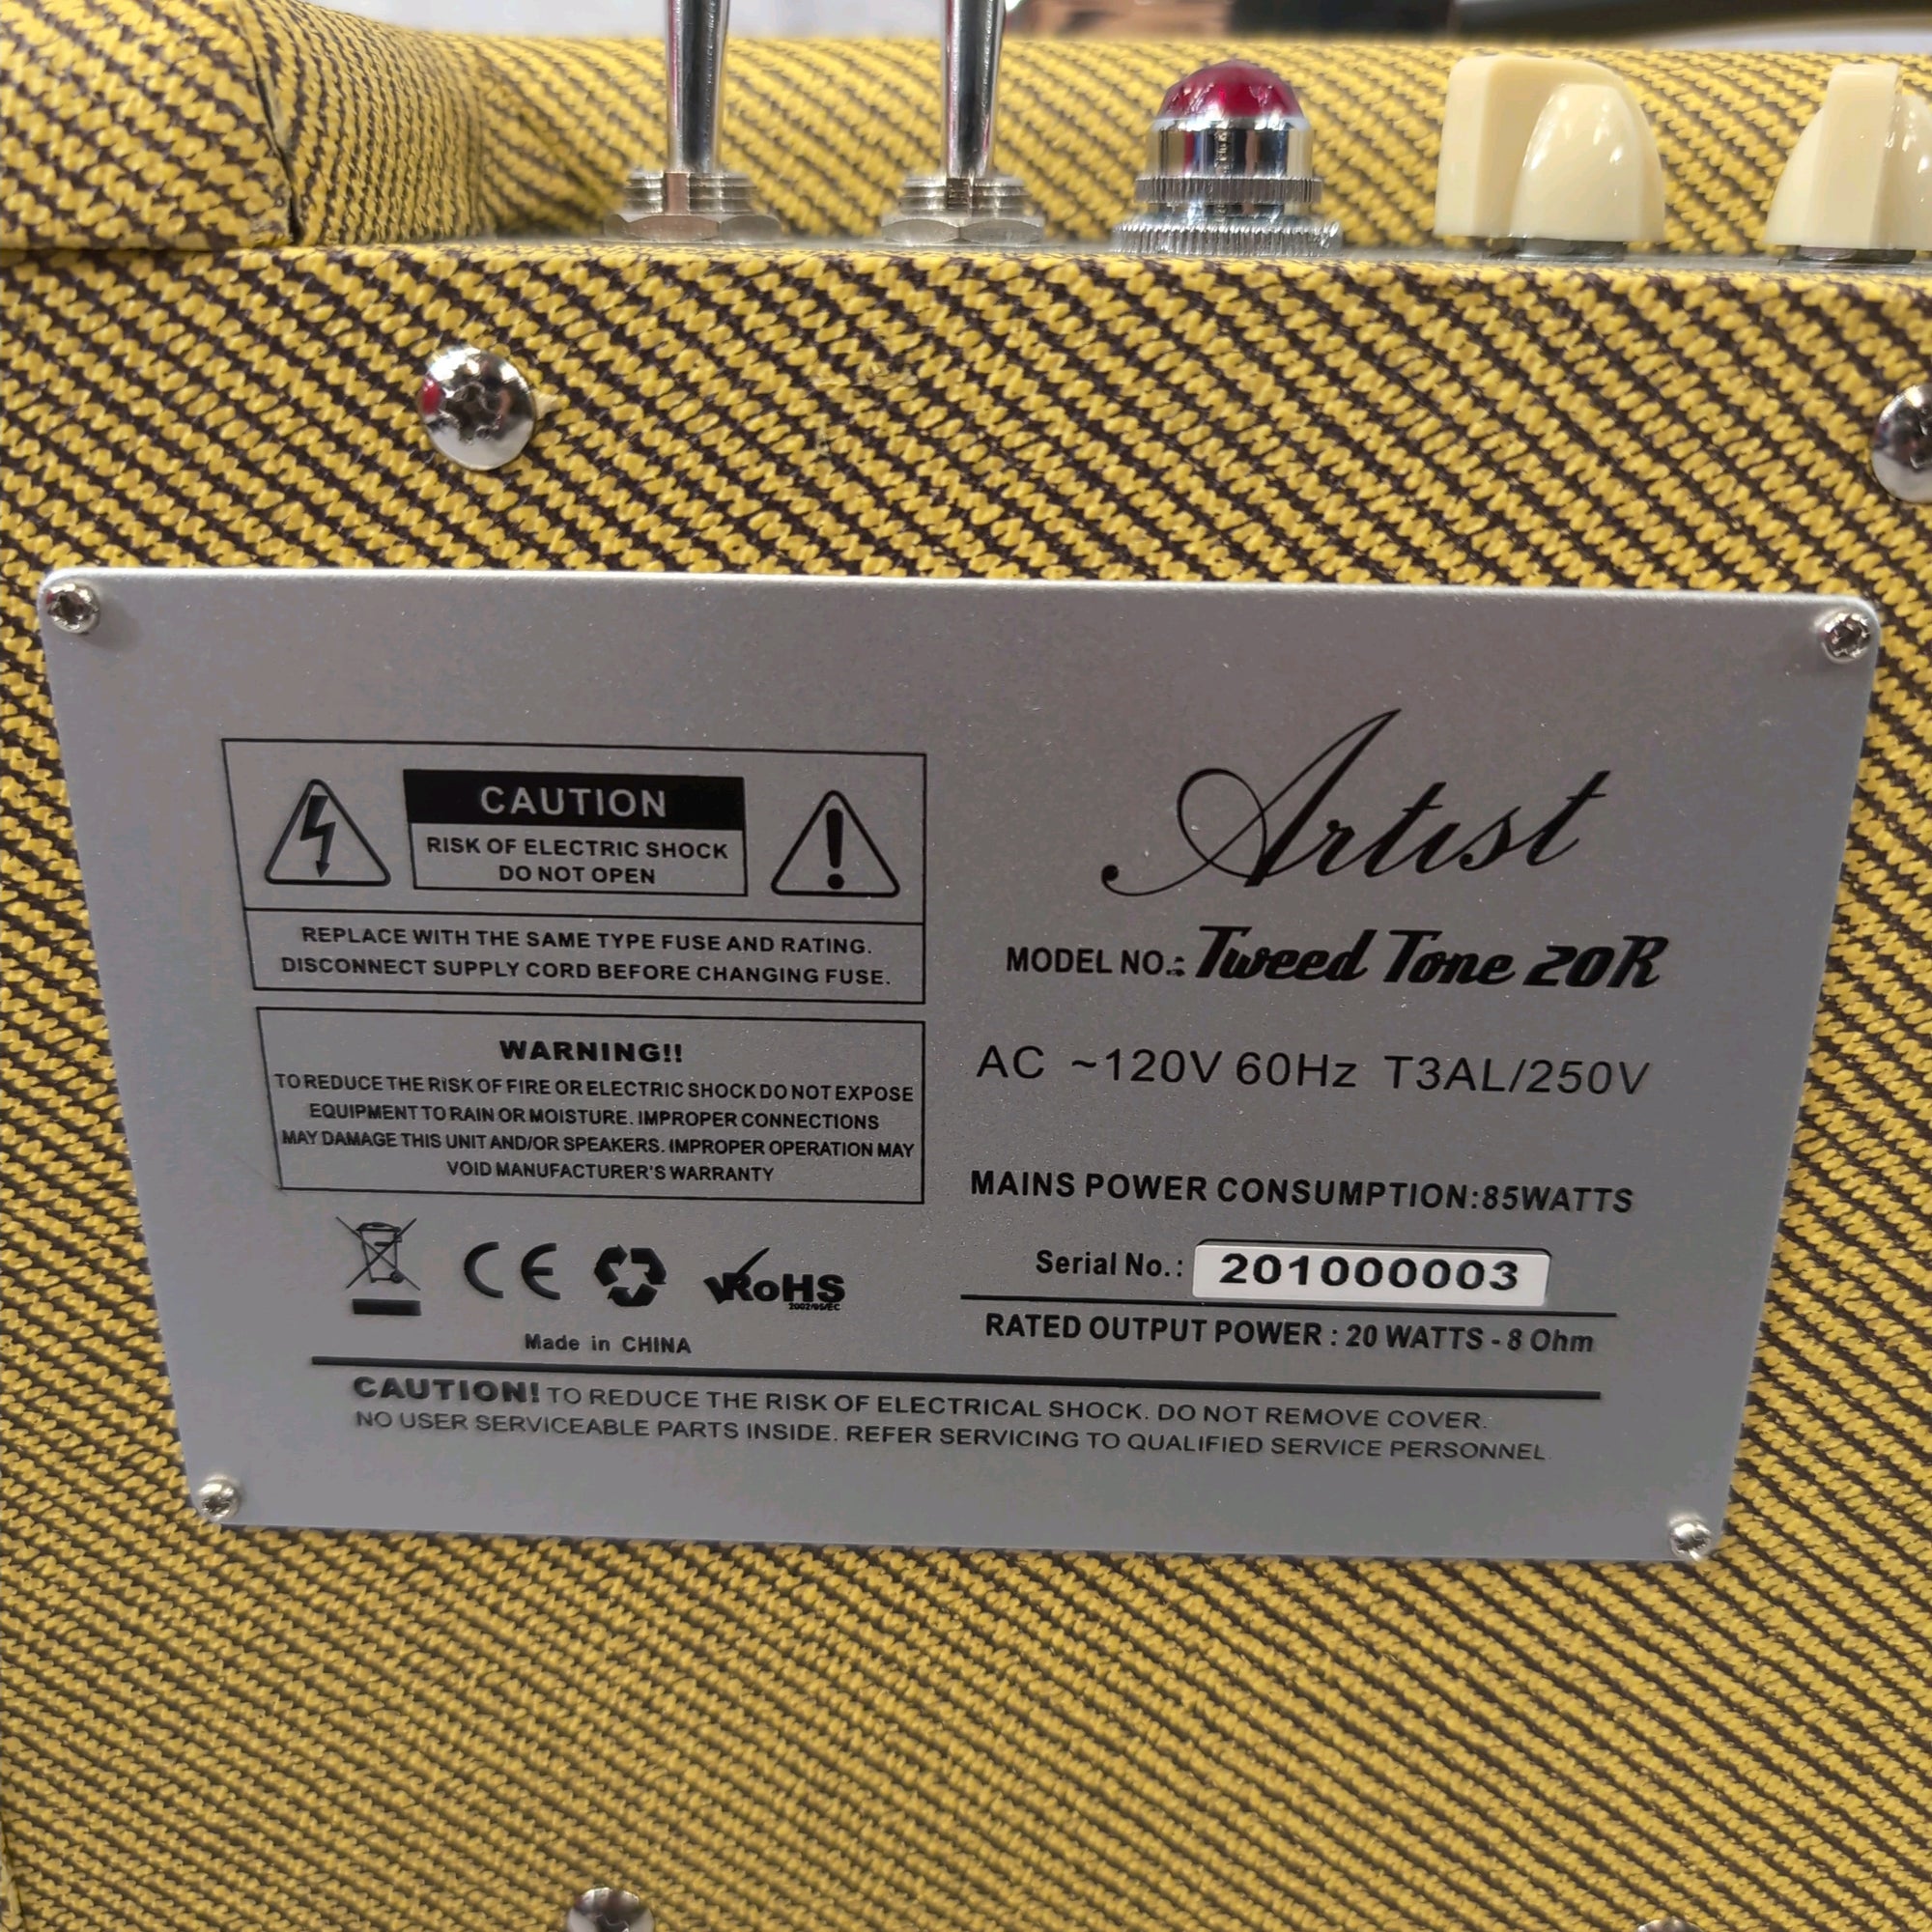 CAUTION
RISK OF ELECTRIC SHOCK
DO NOT OPEN
REPLACE WITH THE SAME TYPE FUSE AND RATING.
DISCONNECT SUPPLY CORD BEFORE CHANGING FUSE.
WARNING!!
TO REDUCE THE RISK OF FIRE OR ELECTRIC SHOCK DO NOT EXPOSE
EQUIPMENT TO RAIN OR MOISTURE. IMPROPER CONNECTIONS
MAY DAMAGE THIS UNIT AND/OR SPEAKERS. IMPROPER OPERATION MAY
VOID MANUFACTURER'S WARRANTY
CE
RoHS
2002/95/EC
Made in CHINA
Artist
MODEL NO.: Tweed Tone 20R
AC ~120V 60Hz T3AL/250V
MAINS POWER CONSUMPTION:85WATTS
Serial No.: 201000003
RATED OUTPUT POWER : 20 WATTS - 8 Ohm
CAUTION! TO REDUCE THE RISK OF ELECTRICAL SHOCK. DO NOT REMOVE COVER.
NO USER SERVICEABLE PARTS INSIDE. REFER SERVICING TO QUALIFIED SERVICE PERSONNEL